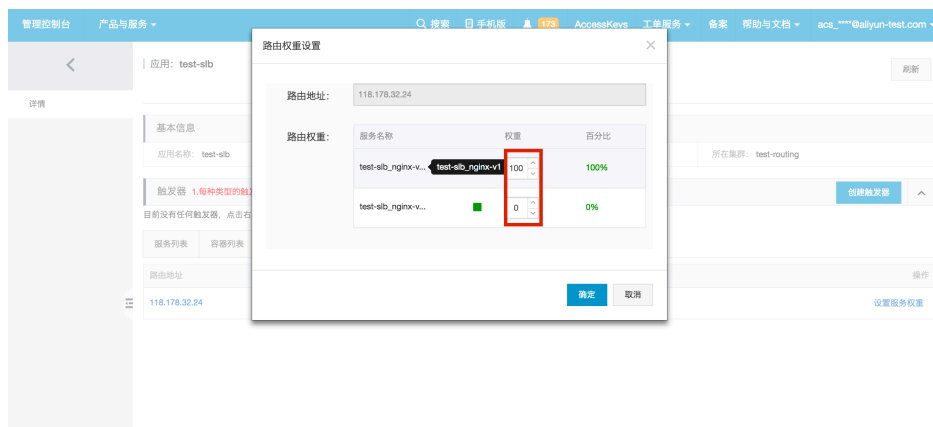 管理控制台 产品与服务 搜索 手机版 173 AccessKeys 工单服务 备案 帮助与文档 acs_****@aliyun-test.com
路由权重设置
应用：test-slb
刷新
路由地址： 118.178.32.24
详情
基本信息
路由权重： 服务名称 权重 百分比
应用名称： test-slb
所在集群： test-routing
test-slb_nginx-v... test-slb_nginx-v1 100 100%
触发器 1.每种类型的触
创建触发器
test-slb_nginx-v... 0 0%
目前没有任何触发器，点击右
服务列表 容器列表
路由地址 操作
118.178.32.24
确定 取消
设置服务权重